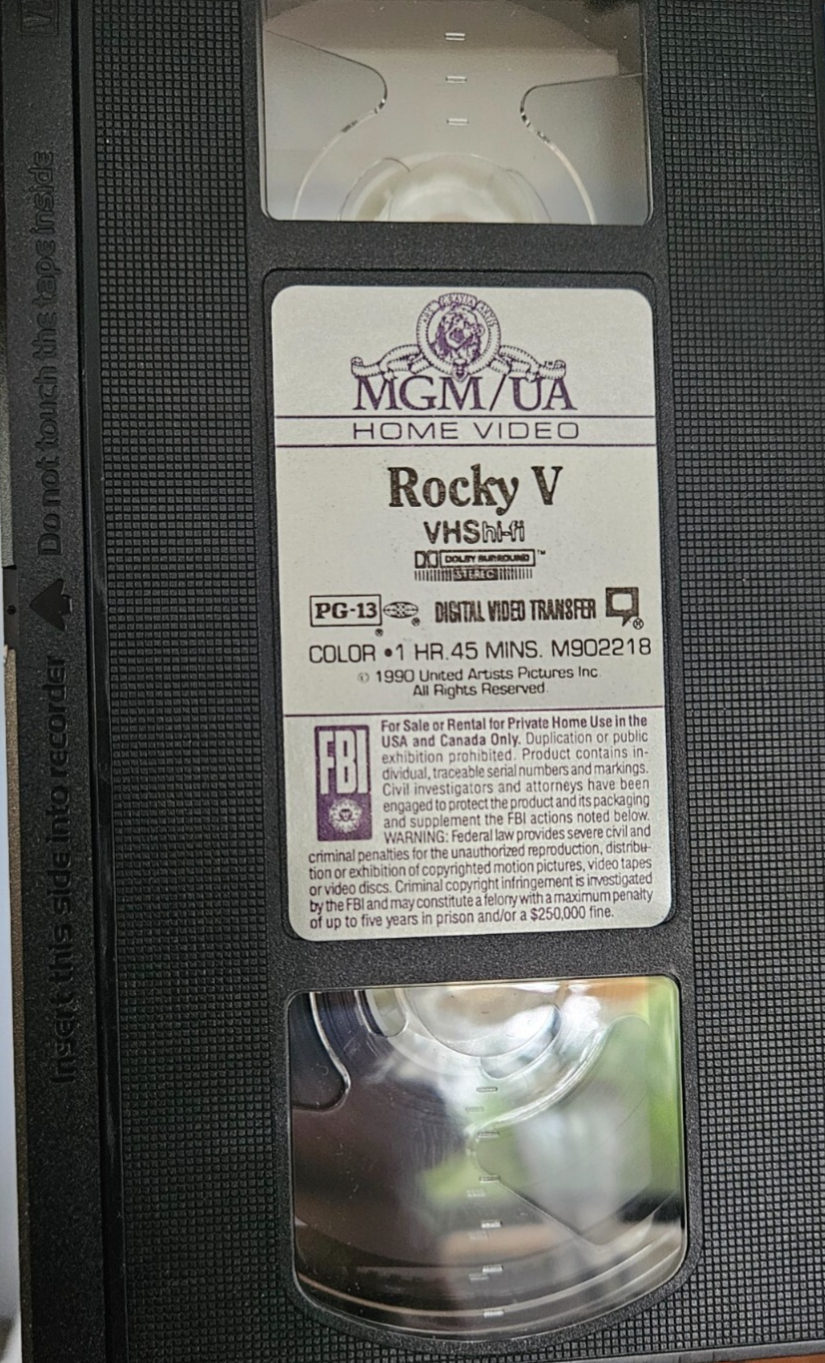 Do not touch the tape inside
Insert this side into recorder
ARS GRATIA ARTIS
MGM/UA
HOME VIDEO
Rocky V
VHS hi-fi
DOLBY SURROUND™
STEREO
PG-13 ® ® DIGITAL VIDEO TRANSFER ®
COLOR • 1 HR. 45 MINS. M902218
© 1990 United Artists Pictures Inc
All Rights Reserved.
FBI
For Sale or Rental for Private Home Use in the
USA and Canada Only. Duplication or public
exhibition prohibited. Product contains in-
dividual, traceable serial numbers and markings.
Civil investigators and attorneys have been
engaged to protect the product and its packaging
and supplement the FBI actions noted below.
WARNING: Federal law provides severe civil and
criminal penalties for the unauthorized reproduction, distribu-
tion or exhibition of copyrighted motion pictures, video tapes
or video discs. Criminal copyright infringement is investigated
by the FBI and may constitute a felony with a maximum penalty
of up to five years in prison and/or a $250,000 fine.